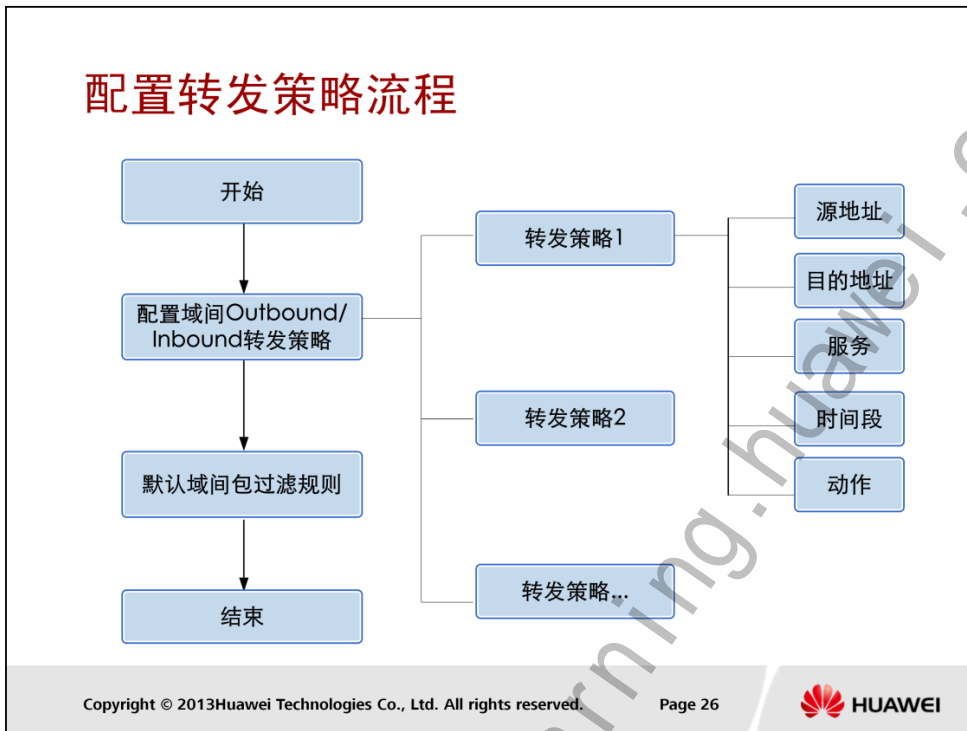 配置转发策略流程
开始
配置域间Outbound/
Inbound转发策略
默认域间包过滤规则
结束
转发策略1
转发策略2
转发策略...
源地址
目的地址
服务
时间段
动作
rning.huawei.
Copyright © 2013Huawei Technologies Co., Ltd. All rights reserved.
Page 26
HUAWEI